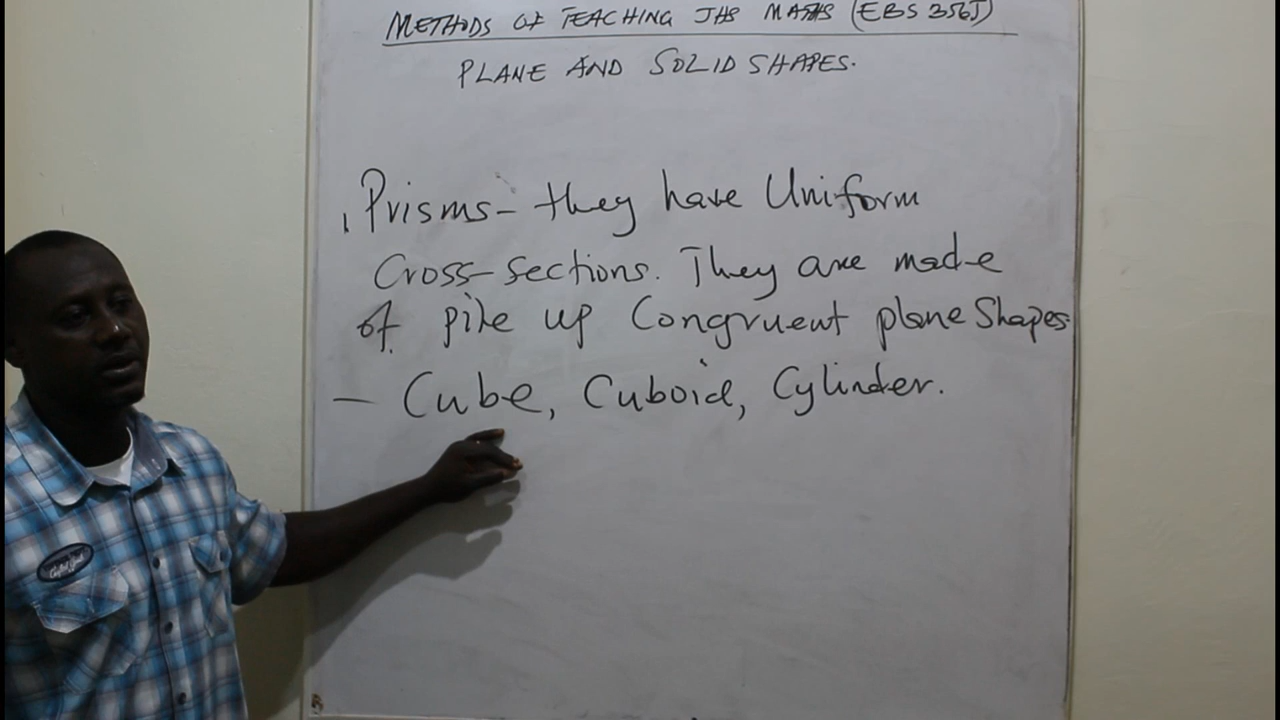 METHODS OF TEACHING JHS MATHS (EBS 356J)
PLANE AND SOLID SHAPES.
Prisms - they have Uniform
Cross-sections. They are made
of pile up Congruent plane Shapes
- Cube, Cuboid, Cylinder.